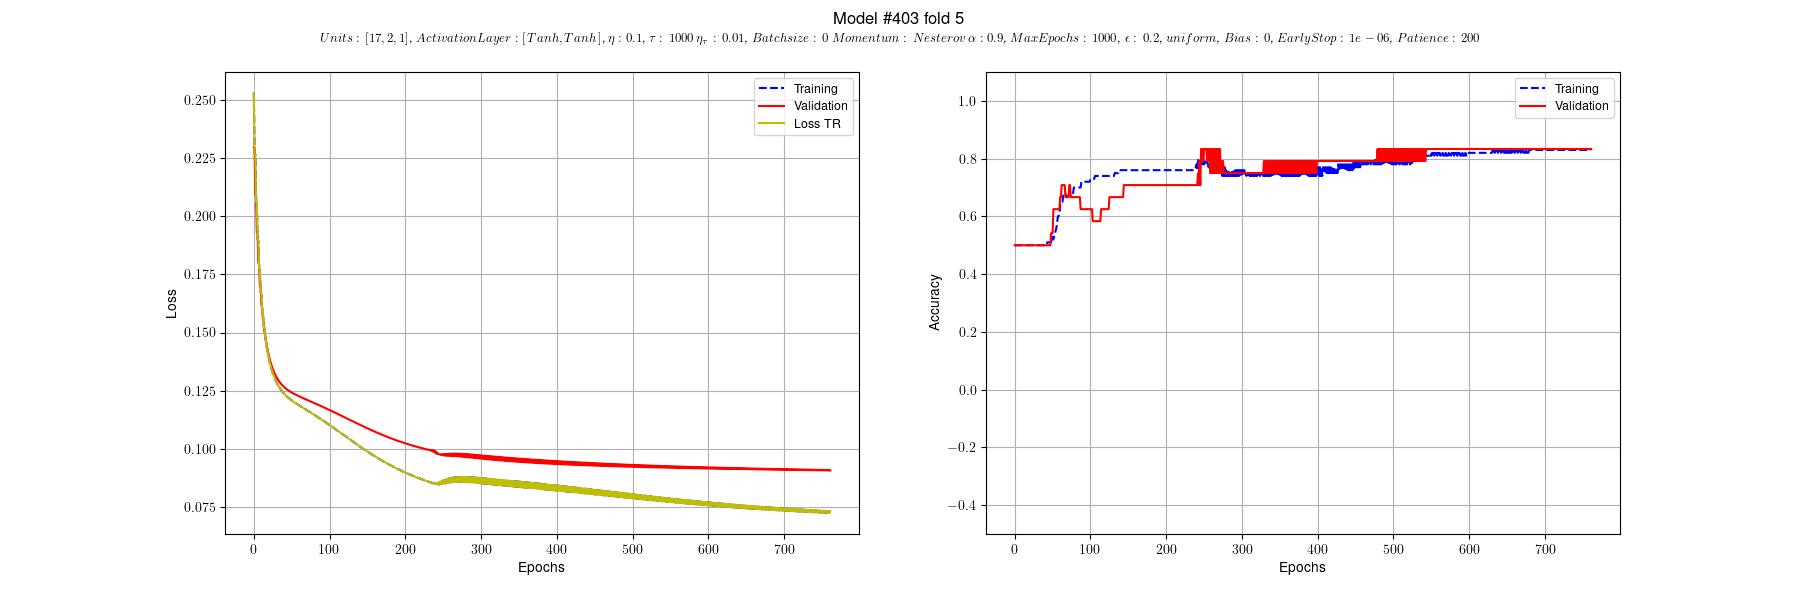 Model #403 fold 5
Units : [17, 2, 1], ActivationLayer : [Tanh, Tanh], η : 0.1, τ : 1000 ητ : 0.01, Batchsize : 0 Momentum : Nesterov α : 0.9, MaxEpochs : 1000, ϵ : 0.2, uniform, Bias : 0, EarlyStop : 1e − 06, Patience : 200
Training
Validation
Loss TR
0.250
0.225
0.200
0.175
0.150
0.125
0.100
0.075
Loss
0 100 200 300 400 500 600 700
Epochs
Training
Validation
1.0
0.8
0.6
0.4
0.2
0.0
−0.2
−0.4
Accuracy
0 100 200 300 400 500 600 700
Epochs